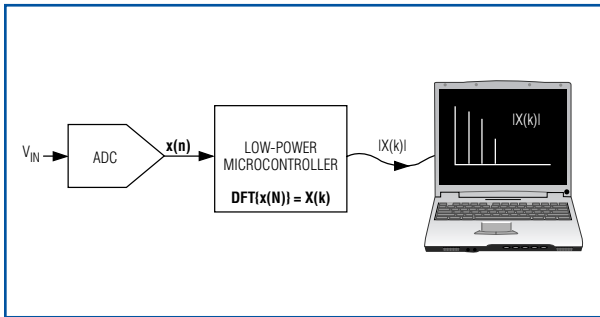 V_IN
ADC
x(n)
LOW-POWER
MICROCONTROLLER
DFT{x(N)} = X(k)
|X(k)|
|X(k)|